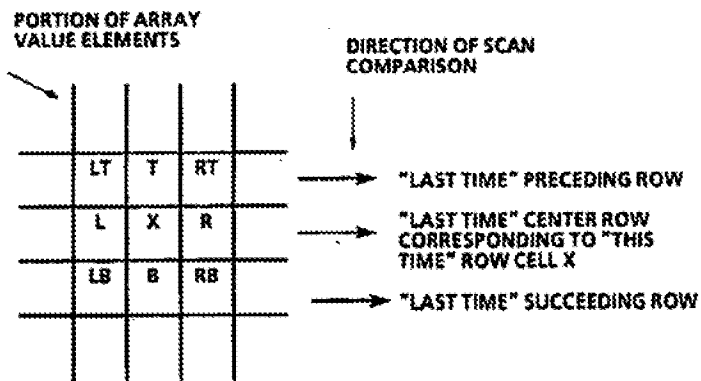 PORTION OF ARRAY
VALUE ELEMENTS
DIRECTION OF SCAN
COMPARISON
LT T RT
"LAST TIME" PRECEDING ROW
L X R
"LAST TIME" CENTER ROW
CORRESPONDING TO "THIS
TIME" ROW CELL X
LB B RB
"LAST TIME" SUCCEEDING ROW